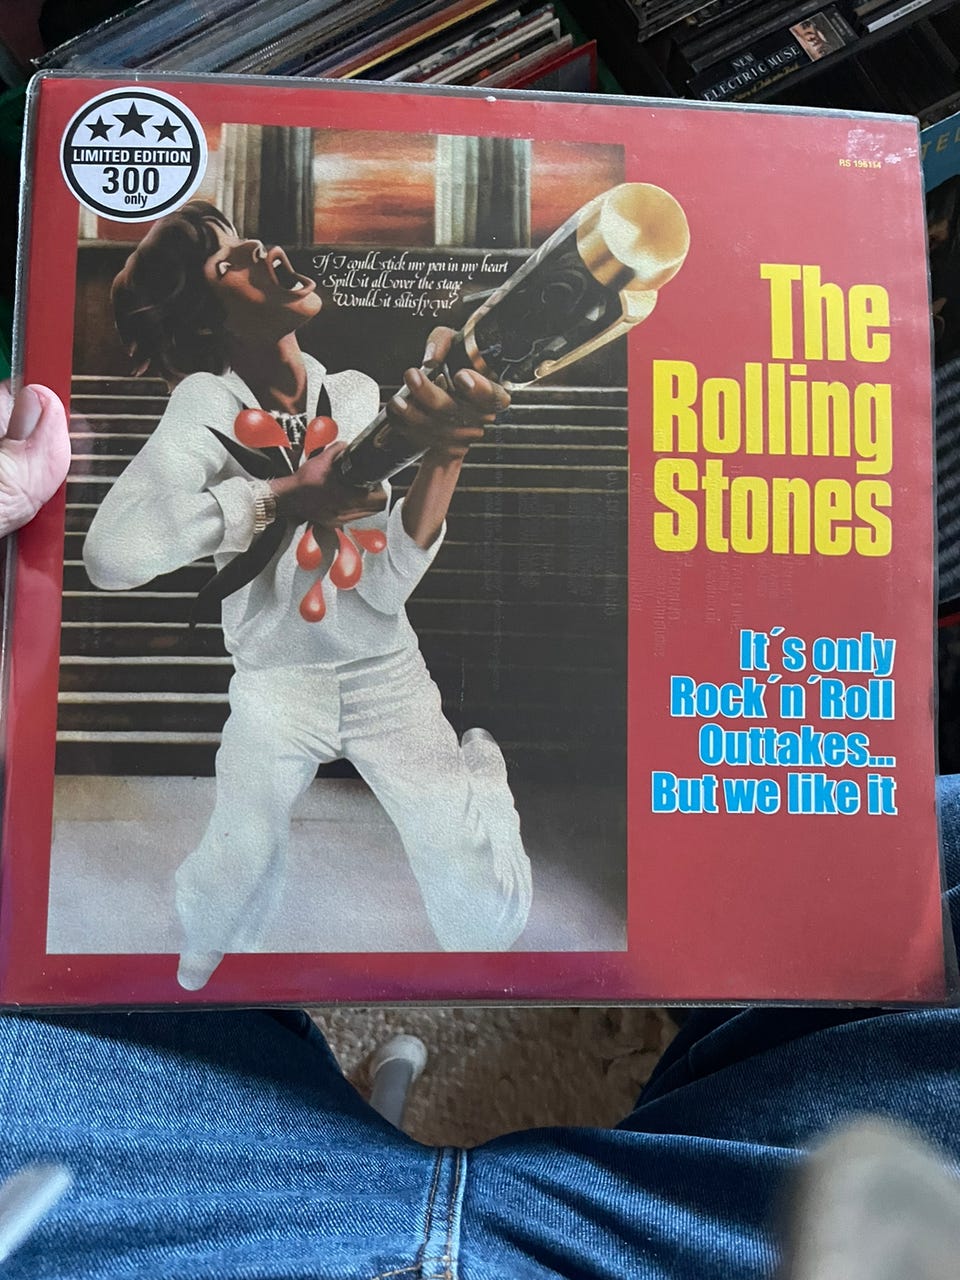 NEW
ELECTRIC MUSE
LIMITED EDITION
300
only
RS 196114
If I could stick my pen in my heart
Spill it all over the stage
Would it satisfy ya?
The
Rolling
Stones
It´s only
Rock´n´Roll
Outtakes...
But we like it